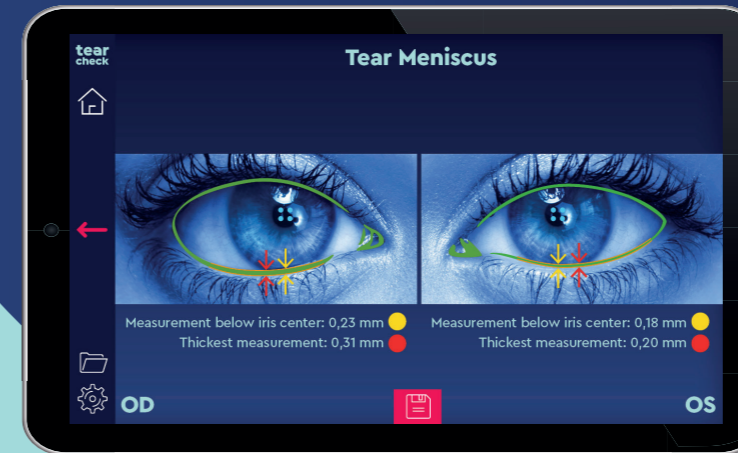 tear
check
Tear Meniscus
Measurement below iris center: 0,23 mm
Thickest measurement: 0,31 mm
Measurement below iris center: 0,18 mm
Thickest measurement: 0,20 mm
OD
OS